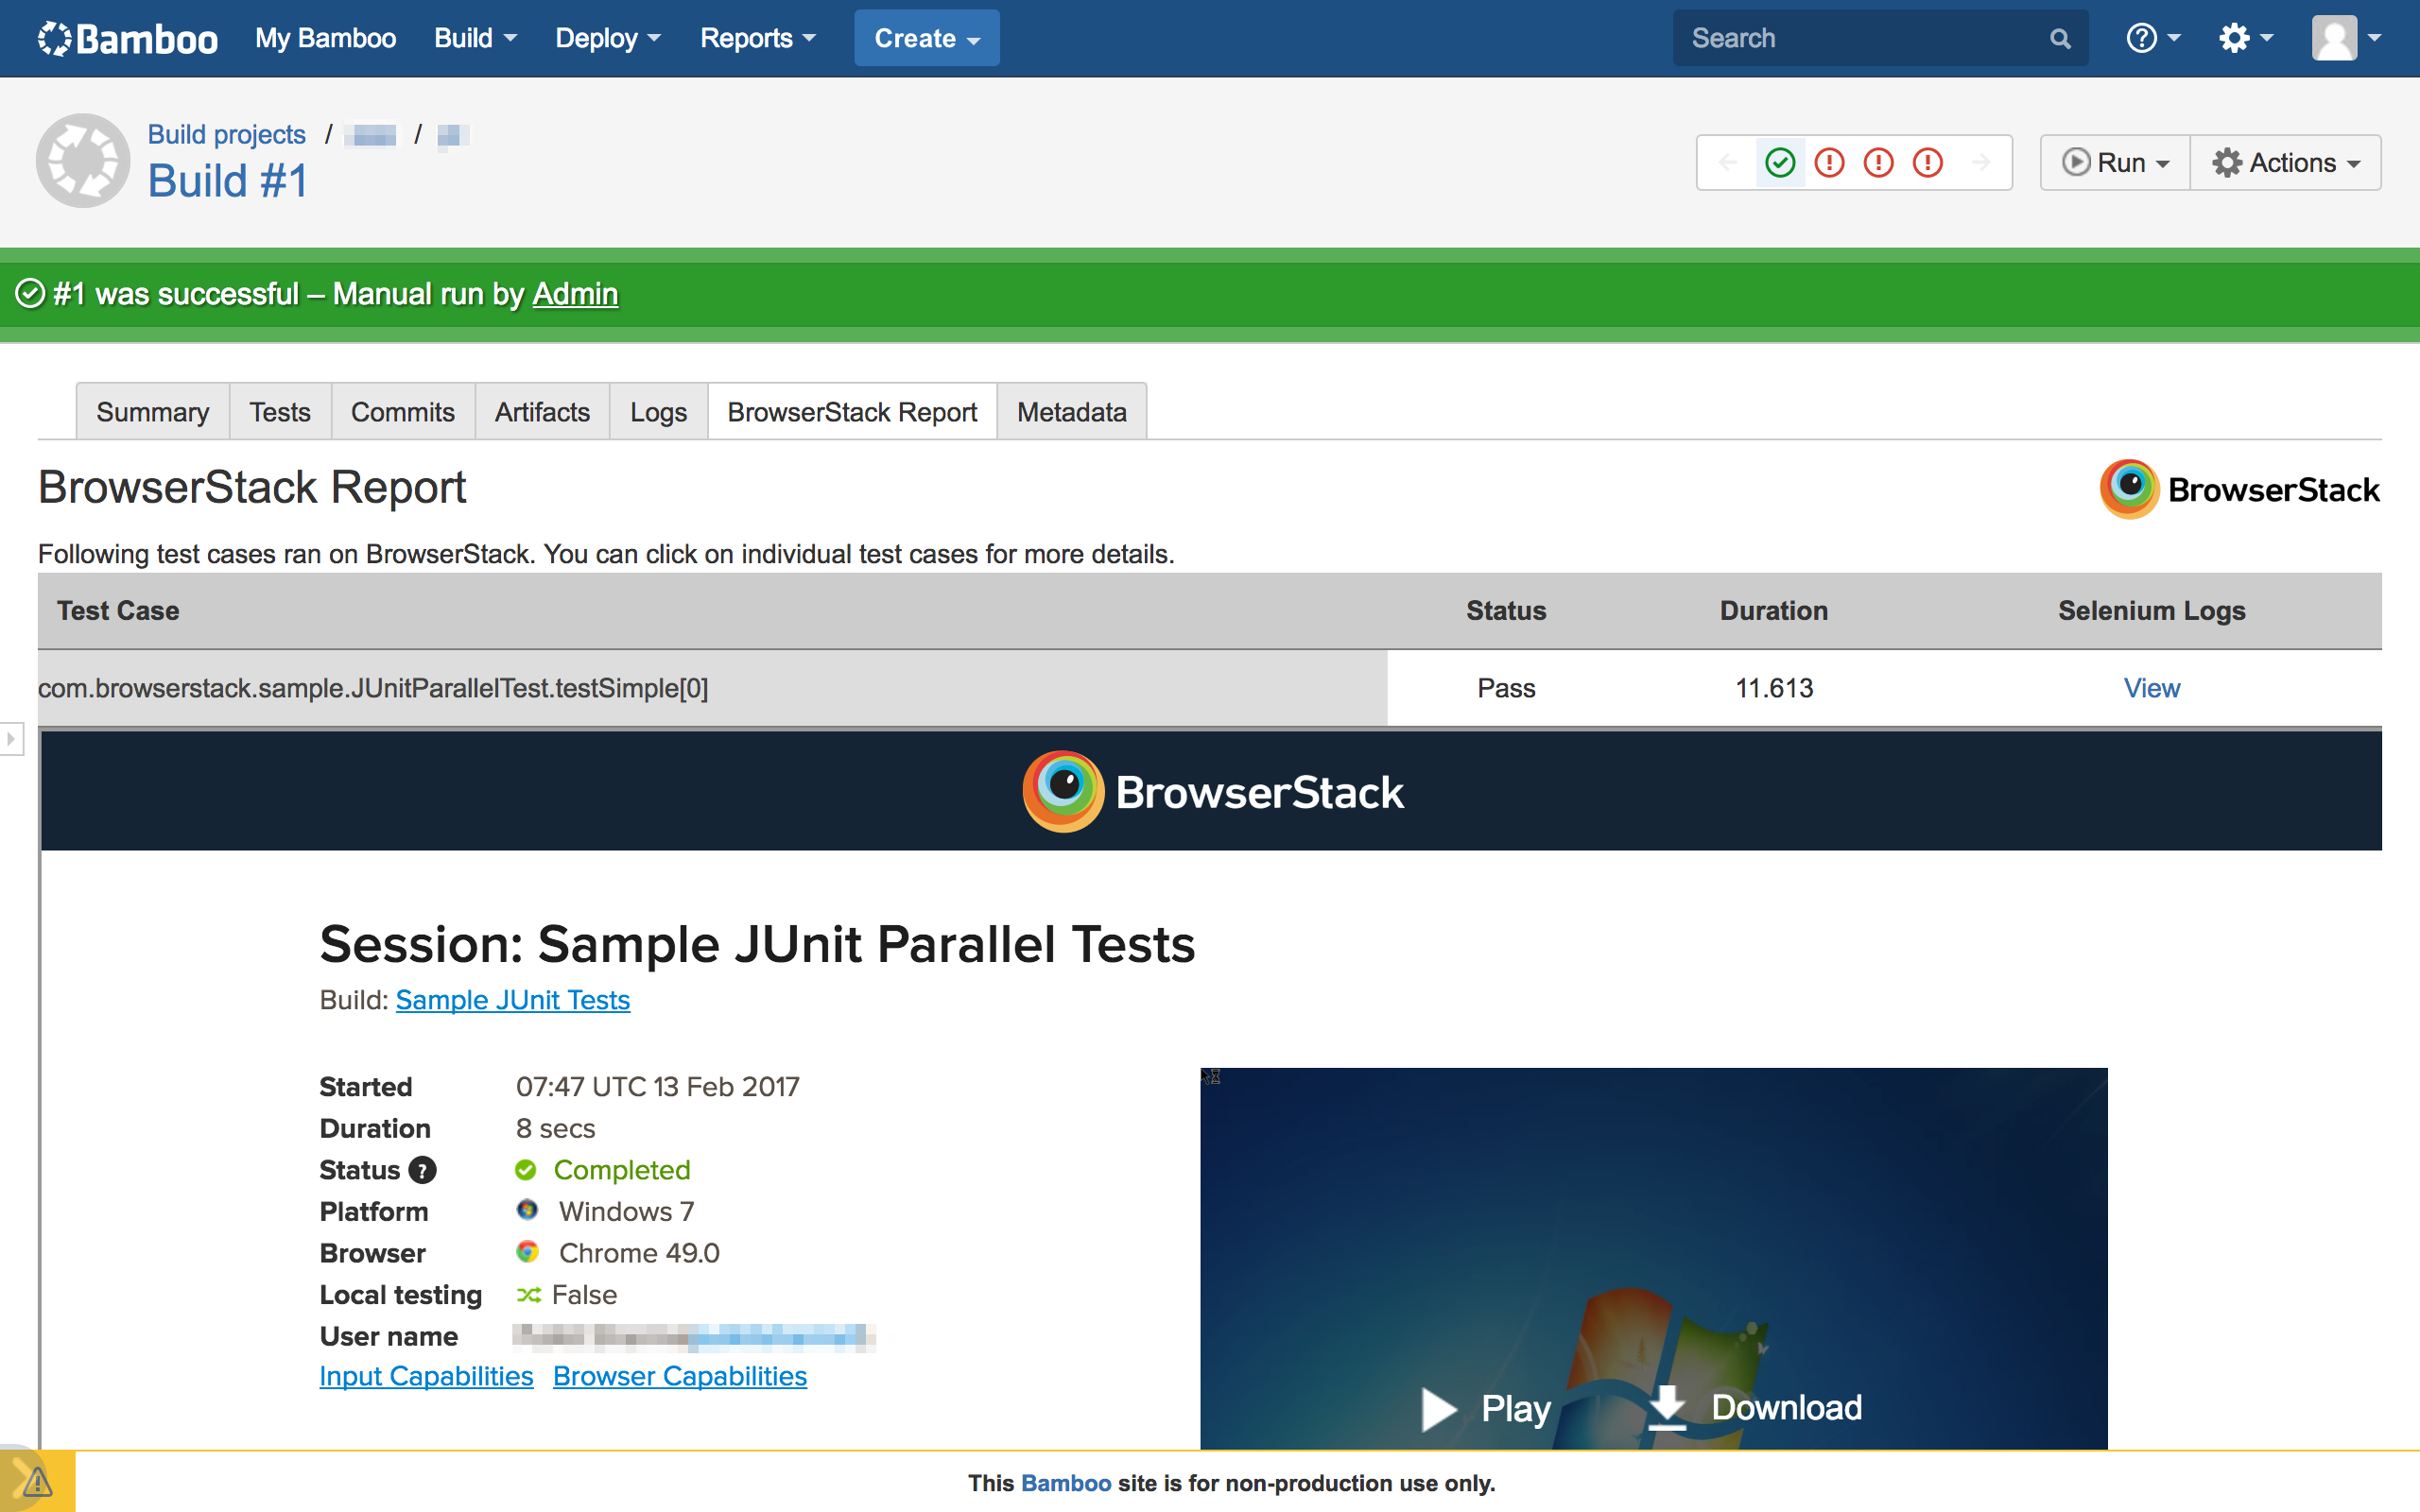 Bamboo My Bamboo Build Deploy Reports Create Search
Build projects / /
Build #1
Run Actions
#1 was successful – Manual run by Admin
Summary Tests Commits Artifacts Logs BrowserStack Report Metadata
BrowserStack Report
BrowserStack
Following test cases ran on BrowserStack. You can click on individual test cases for more details.
Test Case Status Duration Selenium Logs
com.browserstack.sample.JUnitParallelTest.testSimple[0] Pass 11.613 View
BrowserStack
Session: Sample JUnit Parallel Tests
Build: Sample JUnit Tests
Started 07:47 UTC 13 Feb 2017
Duration 8 secs
Status ? Completed
Platform Windows 7
Browser Chrome 49.0
Local testing False
User name
Input Capabilities Browser Capabilities
Play Download
This Bamboo site is for non-production use only.